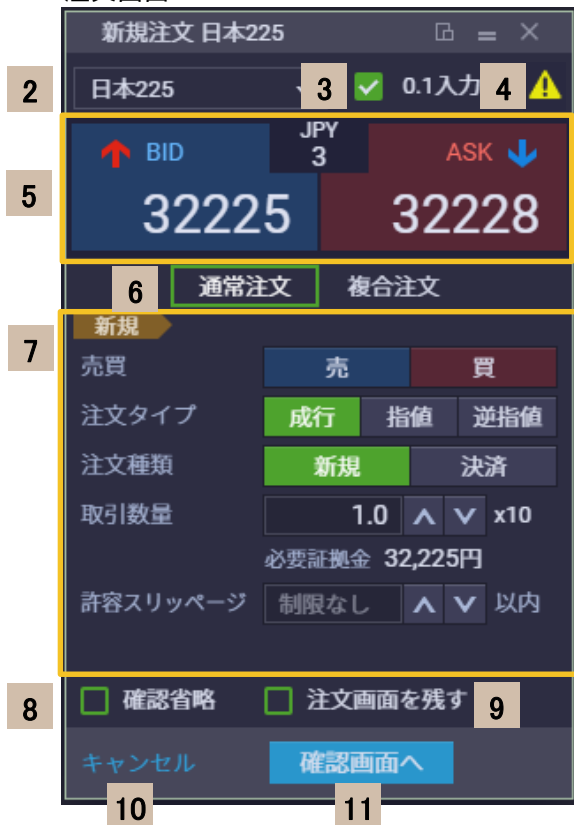 新規注文 日本225
2 日本225 3 0.1入力 4
5 BID JPY ASK
3
32225 32228
6 通常注文 複合注文
7 新規
売買 売 買
注文タイプ 成行 指値 逆指値
注文種類 新規 決済
取引数量 1.0 x10
必要証拠金 32,225円
許容スリッページ 制限なし 以内
8 確認省略 注文画面を残す 9
キャンセル 確認画面へ
10 11